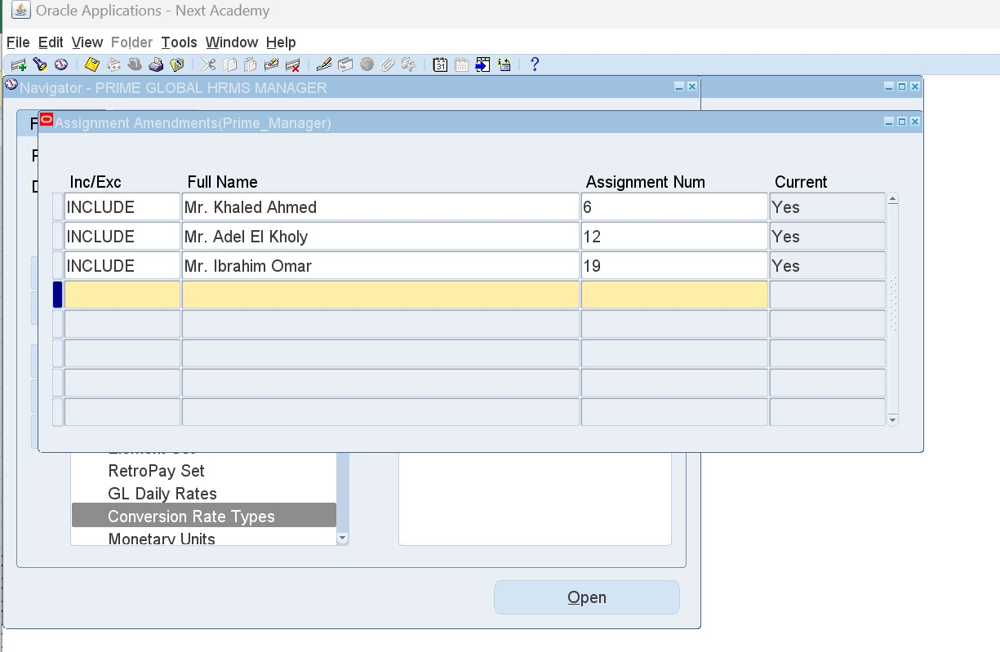 Oracle Applications - Next Academy
File Edit View Folder Tools Window Help
Navigator - PRIME GLOBAL HRMS MANAGER
Assignment Amendments(Prime_Manager)
Inc/Exc Full Name Assignment Num Current
INCLUDE Mr. Khaled Ahmed 6 Yes
INCLUDE Mr. Adel El Kholy 12 Yes
INCLUDE Mr. Ibrahim Omar 19 Yes
RetroPay Set
GL Daily Rates
Conversion Rate Types
Monetary Units
Open